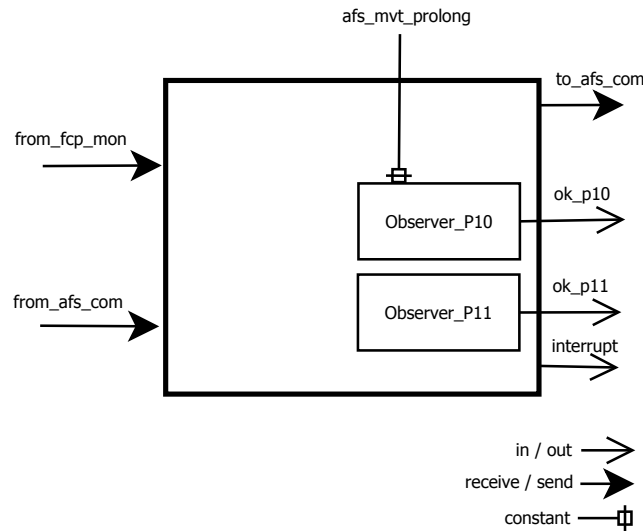 afs_mvt_prolong
to_afs_com
from_fcp_mon
ok_p10
Observer_P10
from_afs_com
ok_p11
Observer_P11
interrupt
in / out
receive / send
constant